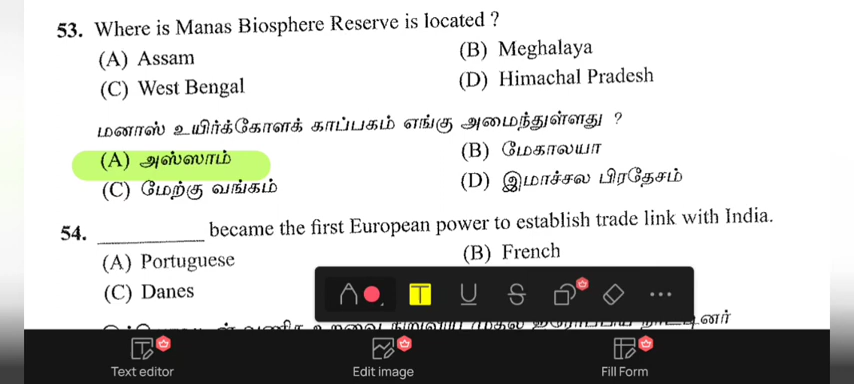 53. Where is Manas Biosphere Reserve is located ?
(A) Assam (B) Meghalaya
(C) West Bengal (D) Himachal Pradesh
மனாஸ் உயிர்க்கோளக் காப்பகம் எங்கு அமைந்துள்ளது ?
(A) அஸ்ஸாம் (B) மேகாலயா
(C) மேற்கு வங்கம் (D) இமாச்சல பிரதேசம்
54. __________ became the first European power to establish trade link with India.
(A) Portuguese (B) French
(C) Danes
Text editor Edit image Fill Form